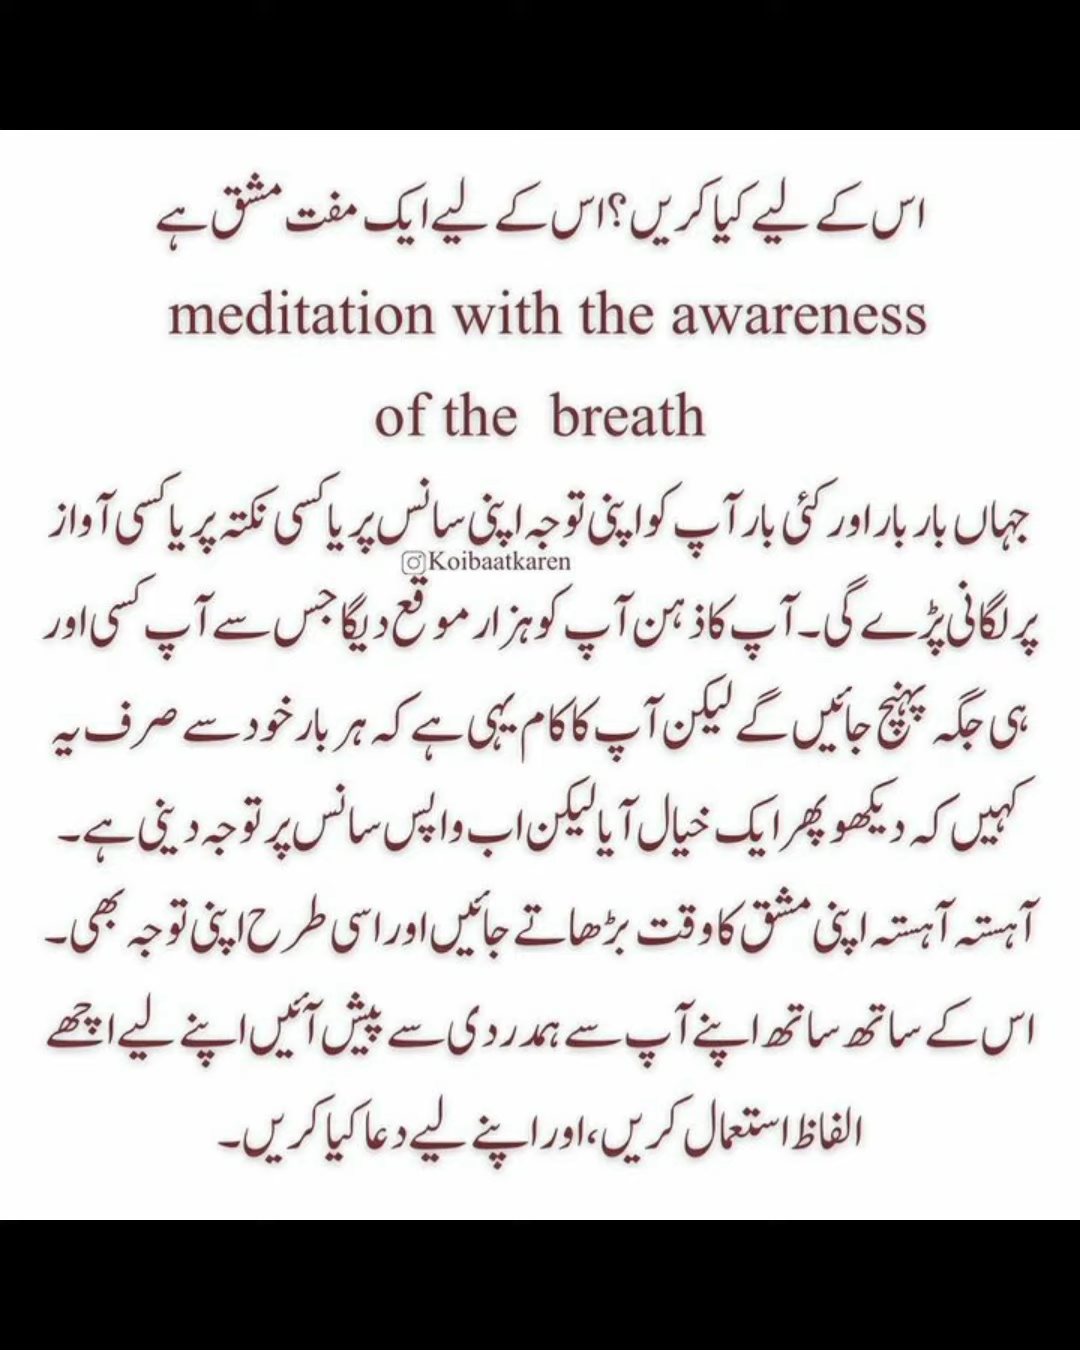 اس کے لیے کیا کریں؟ اس کے لیے ایک مفت مشق ہے
meditation with the awareness
of the breath
جہاں بار بار اور کئی بار آپ کو اپنی توجہ اپنی سانس پر یا کسی نکتہ پر یا کسی آواز
Koibaatkaren
پر لگانی پڑے گی۔ آپ کا ذہن آپ کو ہزار موقع دیگا جس سے آپ کسی اور
ہی جگہ پہنچ جائیں گے لیکن آپ کا کام یہی ہے کہ ہر بار خود سے صرف یہ
کہیں کہ دیکھو پھر ایک خیال آیا لیکن اب واپس سانس پر توجہ دینی ہے۔
آہستہ آہستہ اپنی مشق کا وقت بڑھاتے جائیں اور اسی طرح اپنی توجہ بھی۔
اس کے ساتھ ساتھ اپنے آپ سے ہمدردی سے پیش آئیں اپنے لیے اچھے
الفاظ استعمال کریں، اور اپنے لیے دعا کیا کریں۔